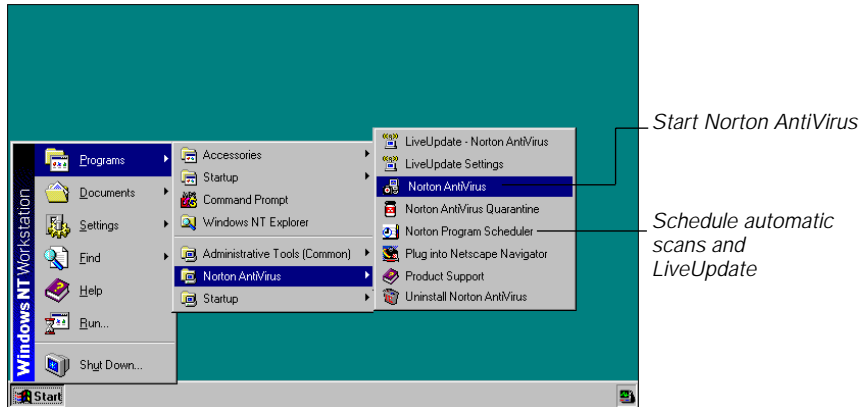 Windows NT Workstation
Programs
Documents
Settings
Find
Help
Run...
Shut Down...
Start
Accessories
Startup
Command Prompt
Windows NT Explorer
Administrative Tools (Common)
Norton AntiVirus
Startup
LiveUpdate - Norton AntiVirus
LiveUpdate Settings
Norton AntiVirus
Norton AntiVirus Quarantine
Norton Program Scheduler
Plug into Netscape Navigator
Product Support
Uninstall Norton AntiVirus
Start Norton AntiVirus
Schedule automatic
scans and
LiveUpdate